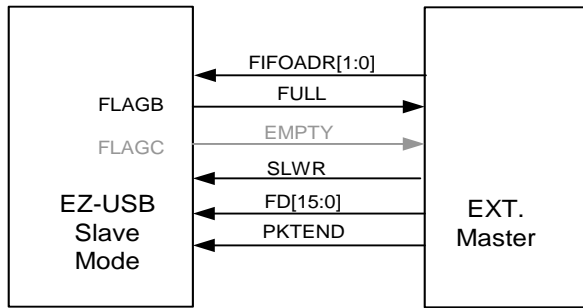 FIFOADR[1:0]
FLAGB
FULL
FLAGC
EMPTY
SLWR
EZ-USB
Slave
Mode
FD[15:0]
PKTEND
EXT.
Master